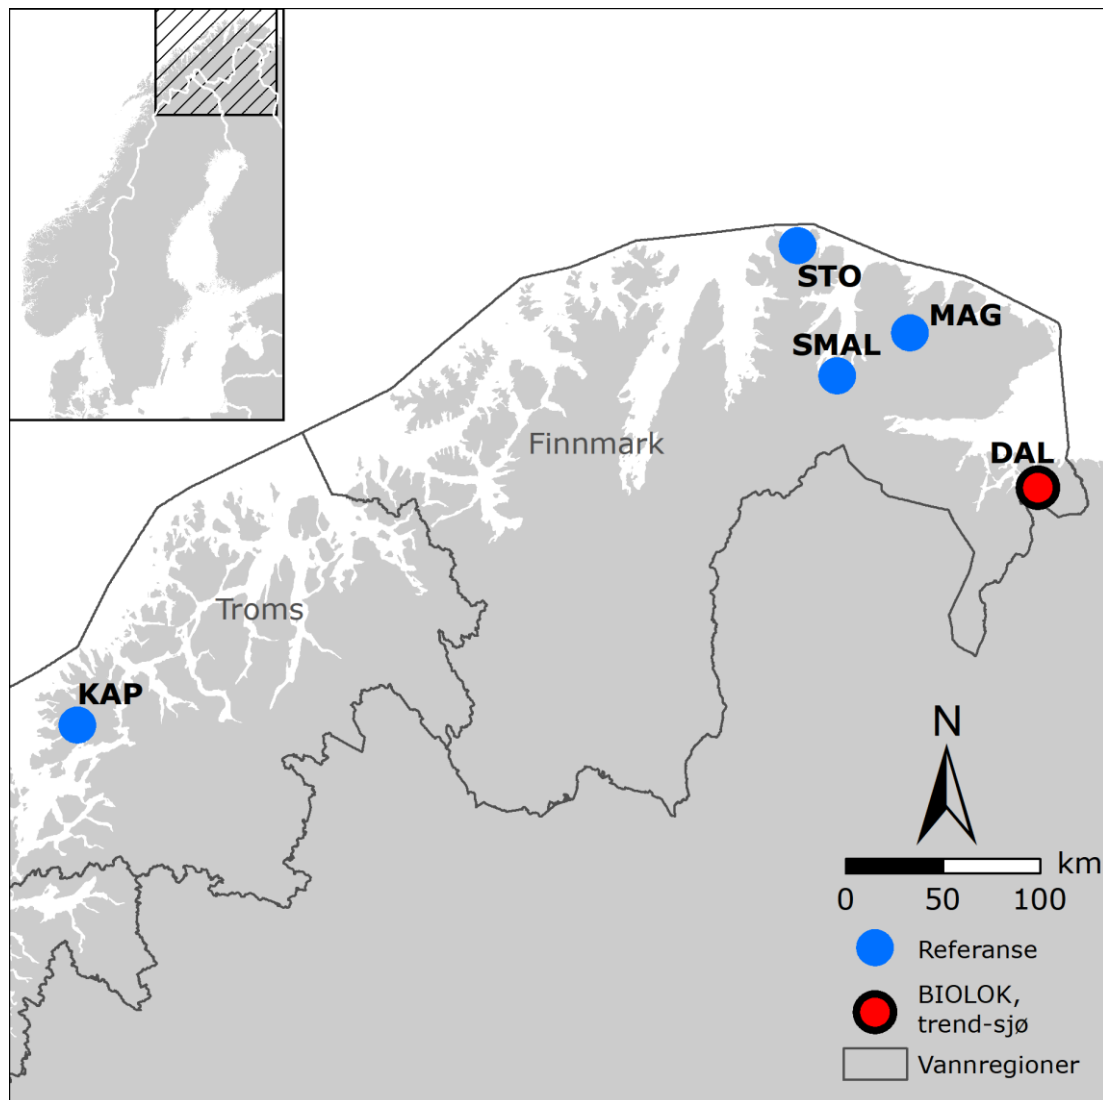 STO
MAG
SMAL
Finnmark
DAL
Troms
KAP
N
km
0 50 100
Referanse
BIOLOK,
trend-sjø
Vannregioner